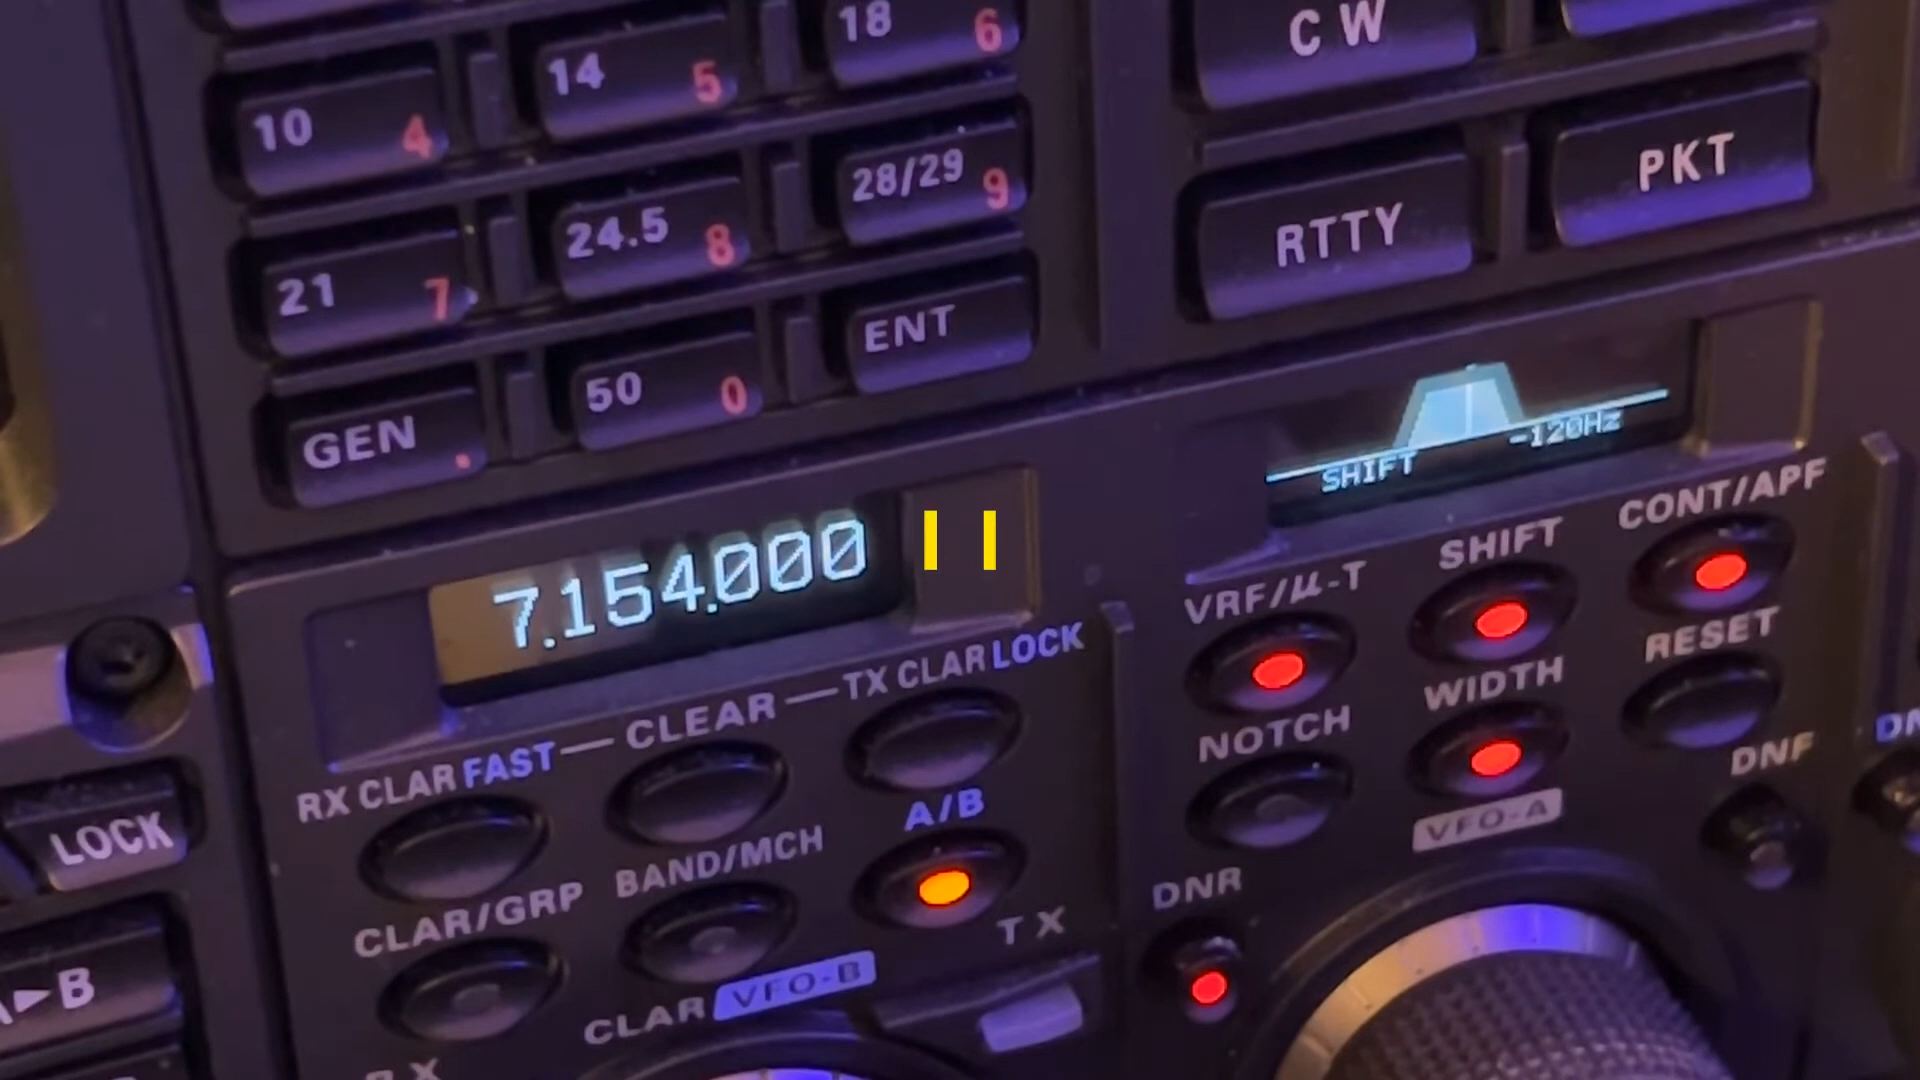 18 6
14 5
10 4
28/29 9
24.5 8
21 7
ENT
50 0
GEN .
CW
PKT
RTTY
-120Hz
SHIFT
7.154.000
CONT/APF
SHIFT
VRF/µ-T
RESET
WIDTH
NOTCH
DNF
VFO-A
DNR
RX CLAR FAST — CLEAR — TX CLAR LOCK
A/B
BAND/MCH
CLAR/GRP
TX
CLAR VFO-B
LOCK
►B